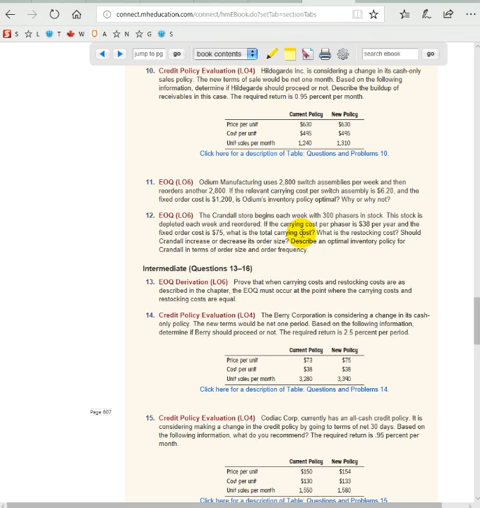 connect.mheducation.com/connect/hmEBook.do?setTab=sectionTabs
S L T W A N G S
jump to pg go book contents search ebook go
10. Credit Policy Evaluation (LO4) Hildegarde Inc. is considering a change in its cash-only
sales policy. The new terms of sale would be net one month. Based on the following
information, determine if Hildegarde should proceed or not. Describe the buildup of
receivables in this case. The required return is 0.95 percent per month.
Current Policy New Policy
Price per unit $630 $630
Cost per unit $495 $495
Unit sales per month 1,240 1,310
Click here for a description of Table: Questions and Problems 10.
11. EOQ (LO6) Odium Manufacturing uses 2,800 switch assemblies per week and then
reorders another 2,800. If the relevant carrying cost per switch assembly is $6.20, and the
fixed order cost is $1,200, is Odium's inventory policy optimal? Why or why not?
12. EOQ (LO6) The Crandall store begins each week with 300 phasers in stock. This stock is
depleted each week and reordered. If the carrying cost per phaser is $38 per year and the
fixed order cost is $75, what is the total carrying cost? What is the restocking cost? Should
Crandall increase or decrease its order size? Describe an optimal inventory policy for
Crandall in terms of order size and order frequency.
Intermediate (Questions 13–16)
13. EOQ Derivation (LO6) Prove that when carrying costs and restocking costs are as
described in the chapter, the EOQ must occur at the point where the carrying costs and
restocking costs are equal.
14. Credit Policy Evaluation (LO4) The Berry Corporation is considering a change in its cash-
only policy. The new terms would be net one period. Based on the following information,
determine if Berry should proceed or not. The required return is 2.5 percent per period.
Current Policy New Policy
Price per unit $73 $75
Cost per unit $38 $38
Unit sales per month 3,280 3,390
Click here for a description of Table: Questions and Problems 14.
Page 807
15. Credit Policy Evaluation (LO4) Codiac Corp. currently has an all-cash credit policy. It is
considering making a change in the credit policy by going to terms of net 30 days. Based on
the following information, what do you recommend? The required return is .95 percent per
month.
Current Policy New Policy
Price per unit $150 $154
Cost per unit $130 $133
Unit sales per month 1,550 1,580
Click here for a description of Table: Questions and Problems 15.